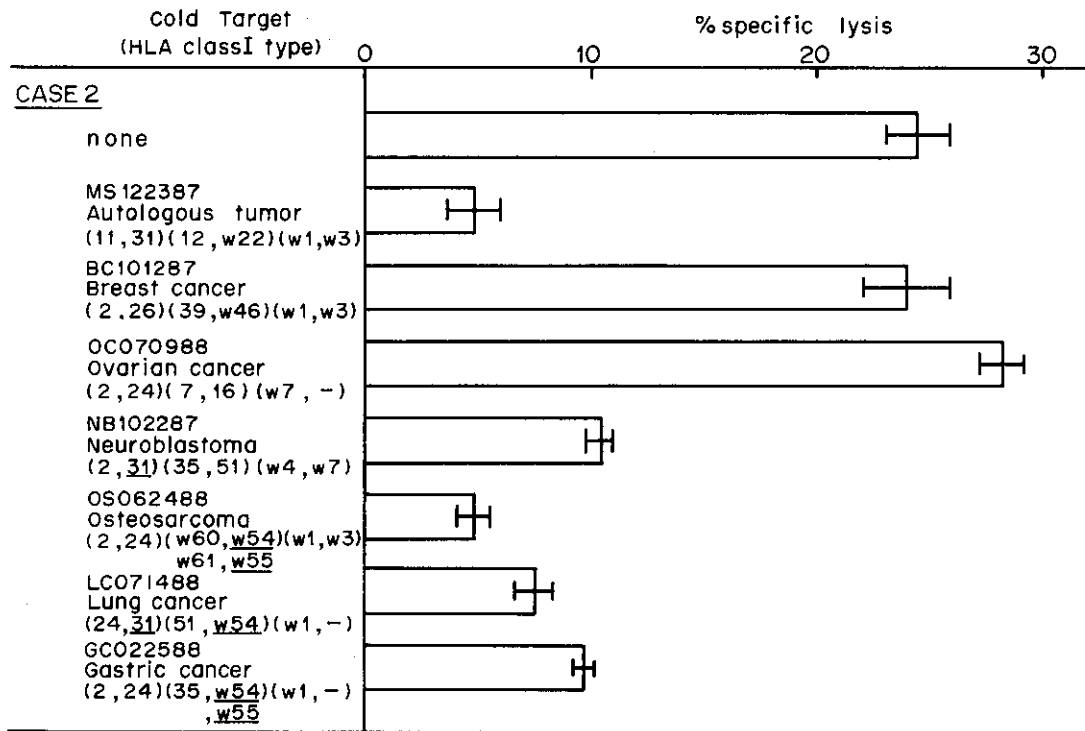 Cold Target
(HLA classI type)
% specific lysis
0 10 20 30
CASE 2
none
MS122387
Autologous tumor
(11,31)(12,w22)(w1,w3)
BC101287
Breast cancer
(2,26)(39,w46)(w1,w3)
OC070988
Ovarian cancer
(2,24)(7,16)(w7,-)
NB102287
Neuroblastoma
(2,31)(35,51)(w4,w7)
OS062488
Osteosarcoma
(2,24)(w60,w54)(w1,w3)
w61,w55
LC071488
Lung cancer
(24,31)(51,w54)(w1,-)
GC022588
Gastric cancer
(2,24)(35,w54)(w1,-)
,w55